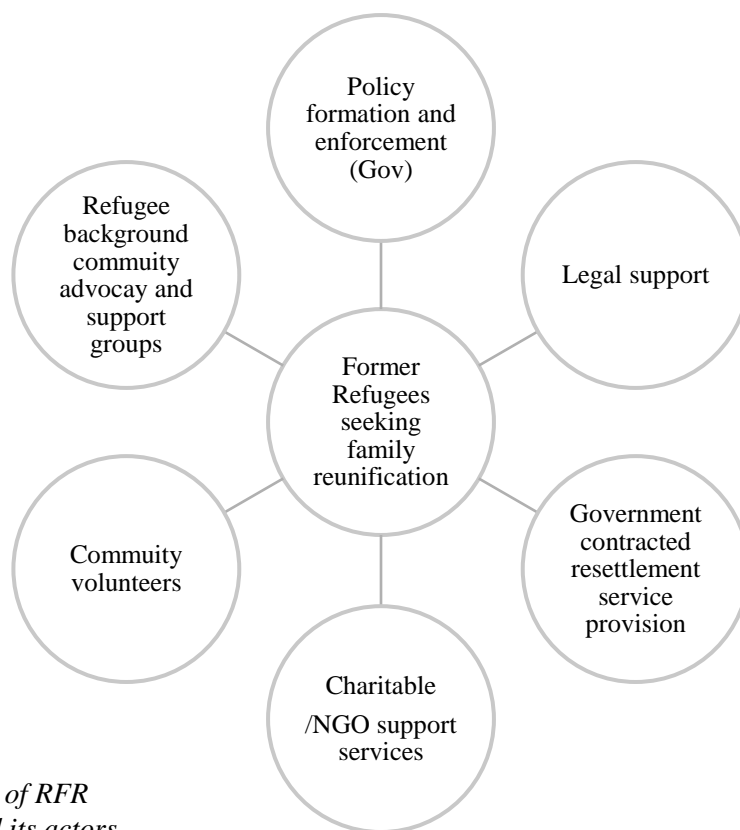 Policy
formation and
enforcement
(Gov)
Refugee
background
commuity
advocay and
support
groups
Legal support
Former
Refugees
seeking
family
reunification
Commuity
volunteers
Government
contracted
resettlement
service
provision
Charitable
/NGO support
services
of RFR
its actors